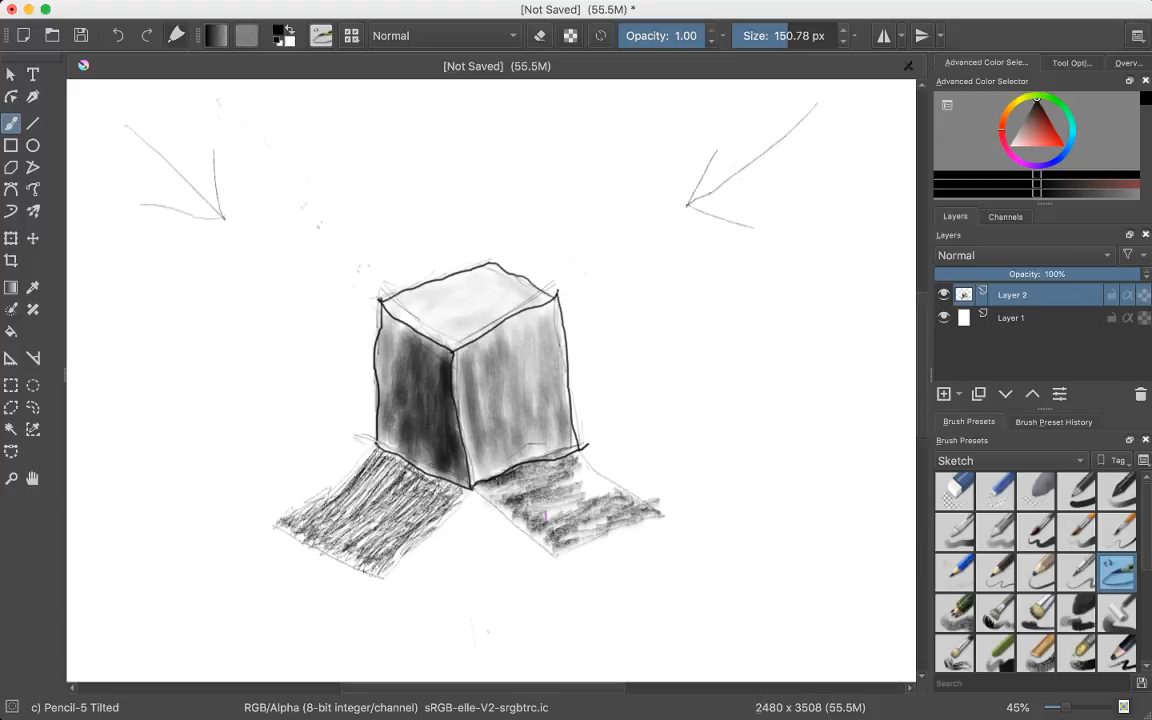 [Not Saved] (55.5M) *
Normal
Opacity: 1.00
Size: 150.78 px
[Not Saved] (55.5M)
Advanced Color Sele...
Tool Opti...
Overv...
Advanced Color Selector
Layers
Channels
Layers
Normal
Opacity: 100%
Layer 2
Layer 1
Brush Presets
Brush Preset History
Brush Presets
Sketch
Tag
Search
c) Pencil-5 Tilted
RGB/Alpha (8-bit integer/channel) sRGB-elle-V2-srgbtrc.ic
2480 x 3508 (55.5M)
45%